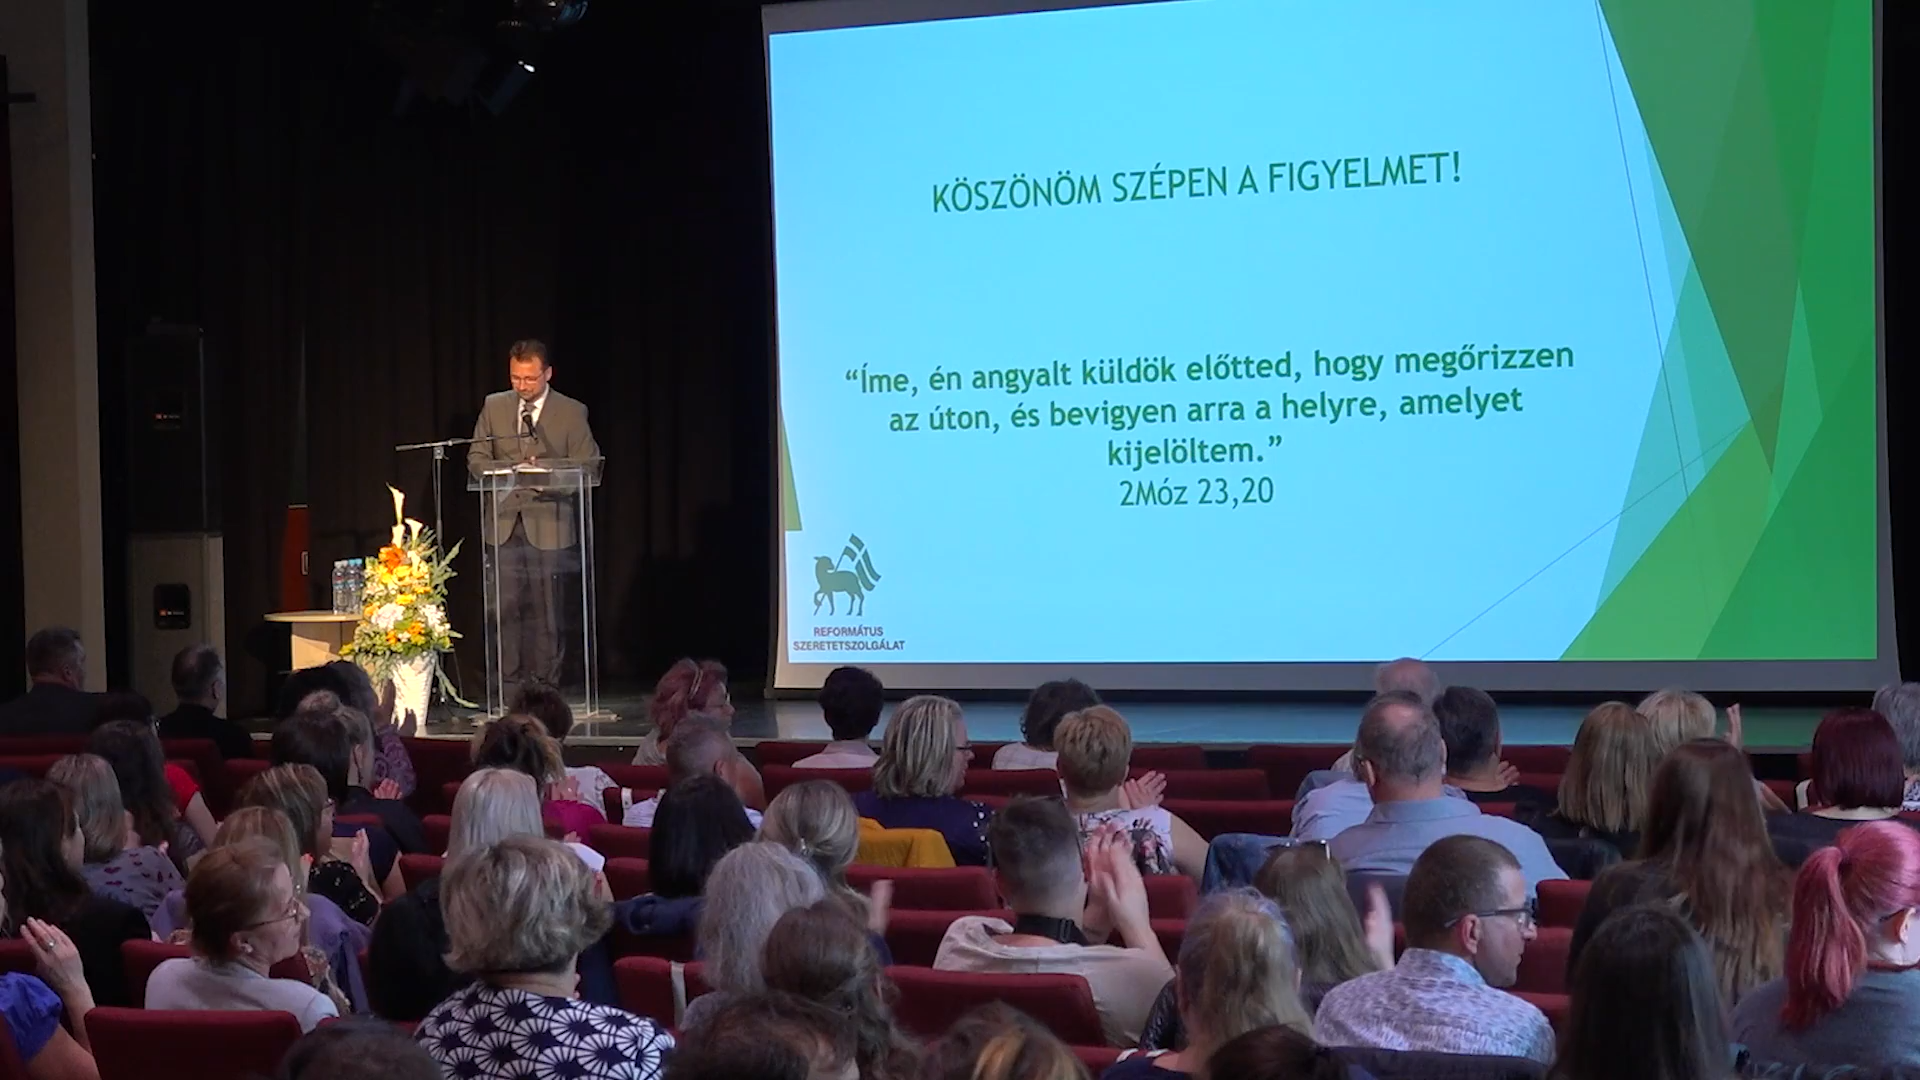 KÖSZÖNÖM SZÉPEN A FIGYELMET!
“Íme, én angyalt küldök előtted, hogy megőrizzen
az úton, és bevigyen arra a helyre, amelyet
kijelöltem.”
2Móz 23,20
REFORMÁTUS
SZERETETSZOLGÁLAT